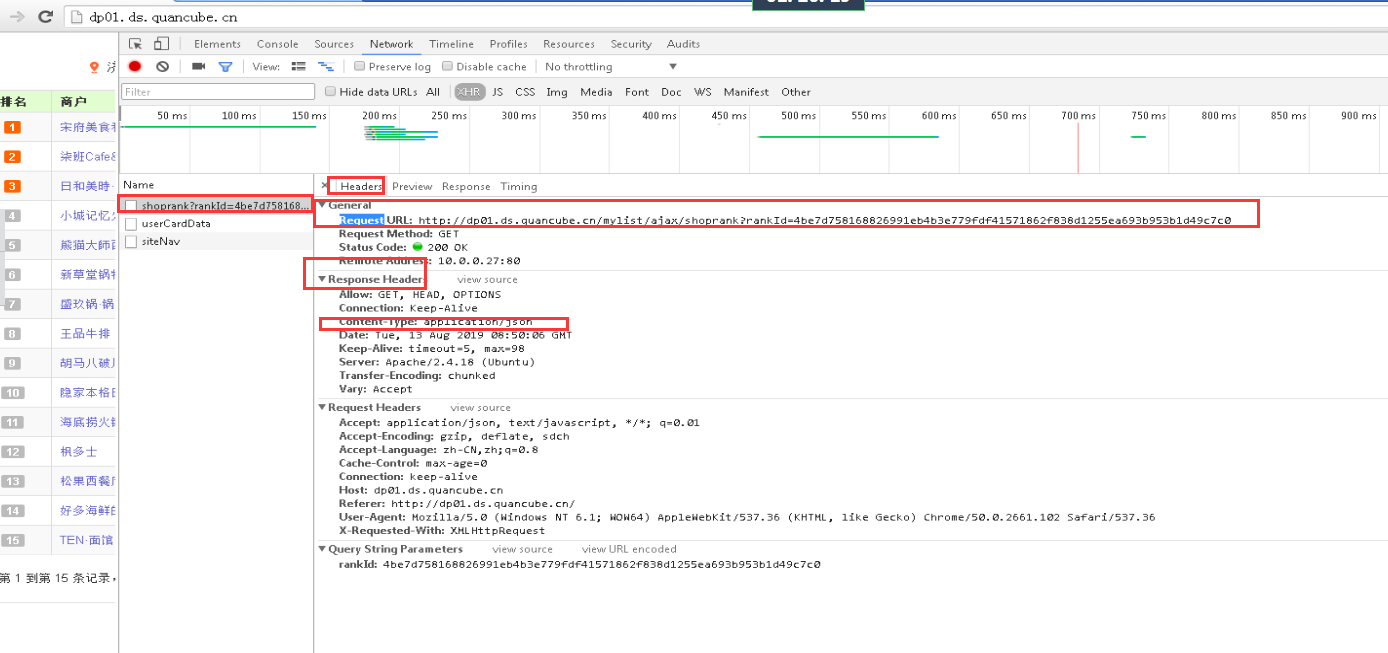 dp01.ds.quancube.cn
Elements Console Sources Network Timeline Profiles Resources Security Audits
View: Preserve log Disable cache No throttling
Filter Hide data URLs All XHR JS CSS Img Media Font Doc WS Manifest Other
50 ms 100 ms 150 ms 200 ms 250 ms 300 ms 350 ms 400 ms 450 ms 500 ms 550 ms 600 ms 650 ms 700 ms 750 ms 800 ms 850 ms 900 ms
排名 商户
1 宋府美食
2 柒班Cafe&
3 日和美時·
4 小城记忆
5 熊猫大師
6 新草堂锅
7 盛玖锅·锅
8 王品牛排
9 胡马八破
10 隐家本格
11 海底捞火
12 枫多士
13 松果西餐
14 好多海鲜
15 TEN·面馆
第 1 到第 15 条记录,
Name
shoprank?rankId=4be7d758168...
userCardData
siteNav
× Headers Preview Response Timing
General
Request URL: http://dp01.ds.quancube.cn/mylist/ajax/shoprank?rankId=4be7d758168826991eb4b3e779fdf41571862f838d1255ea693b953b1d49c7c0
Request Method: GET
Status Code: 200 OK
Remote Address: 10.0.0.27:80
Response Headers view source
Allow: GET, HEAD, OPTIONS
Connection: Keep-Alive
Content-Type: application/json
Date: Tue, 13 Aug 2019 08:50:06 GMT
Keep-Alive: timeout=5, max=98
Server: Apache/2.4.18 (Ubuntu)
Transfer-Encoding: chunked
Vary: Accept
Request Headers view source
Accept: application/json, text/javascript, */*; q=0.01
Accept-Encoding: gzip, deflate, sdch
Accept-Language: zh-CN,zh;q=0.8
Cache-Control: max-age=0
Connection: keep-alive
Host: dp01.ds.quancube.cn
Referer: http://dp01.ds.quancube.cn/
User-Agent: Mozilla/5.0 (Windows NT 6.1; WOW64) AppleWebKit/537.36 (KHTML, like Gecko) Chrome/50.0.2661.102 Safari/537.36
X-Requested-With: XMLHttpRequest
Query String Parameters view source view URL encoded
rankId: 4be7d758168826991eb4b3e779fdf41571862f838d1255ea693b953b1d49c7c0